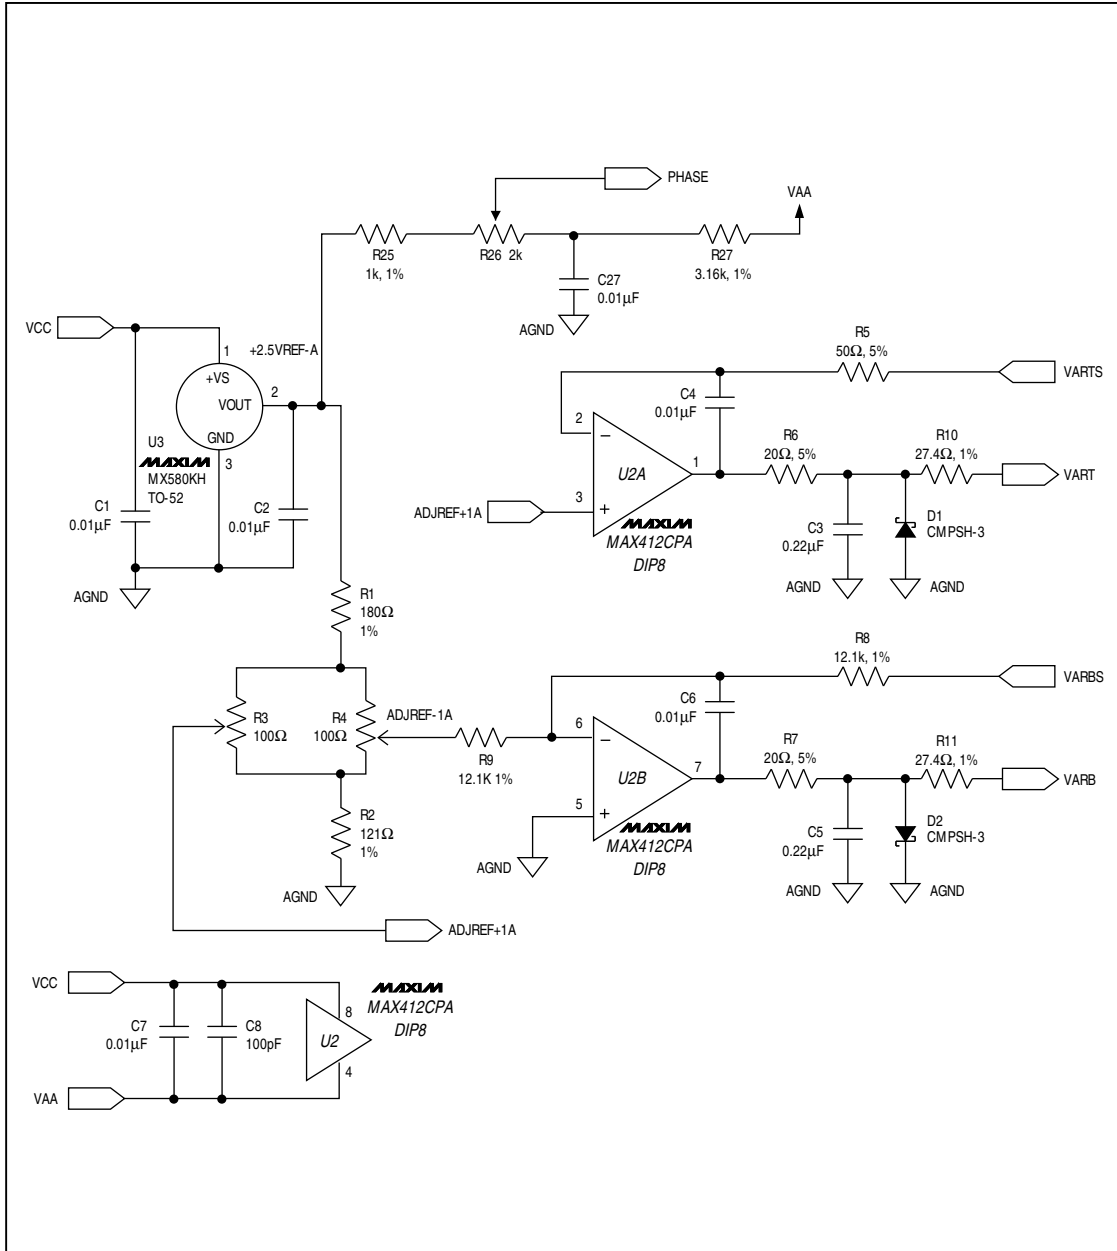 PHASE
VAA
R25
1k, 1%
R26 2k
R27
3.16k, 1%
C27
0.01µF
AGND
VCC
1
+2.5VREF-A
+VS
2
VOUT
GND
3
U3
MAXIM
MX580KH
TO-52
C1
0.01µF
C2
0.01µF
AGND
R5
50Ω, 5%
VARTS
C4
0.01µF
2
−
U2A
1
3
+
ADJREF+1A
MAXIM
MAX412CPA
DIP8
R6
20Ω, 5%
R10
27.4Ω, 1%
VART
C3
0.22µF
D1
CMPSH-3
AGND
AGND
R1
180Ω
1%
R3
100Ω
R4
100Ω
ADJREF-1A
R9
12.1K 1%
R2
121Ω
1%
AGND
ADJREF+1A
R8
12.1k, 1%
VARBS
C6
0.01µF
6
−
U2B
7
5
+
AGND
MAXIM
MAX412CPA
DIP8
R7
20Ω, 5%
R11
27.4Ω, 1%
VARB
C5
0.22µF
D2
CMPSH-3
AGND
AGND
VCC
C7
0.01µF
C8
100pF
8
U2
4
MAXIM
MAX412CPA
DIP8
VAA